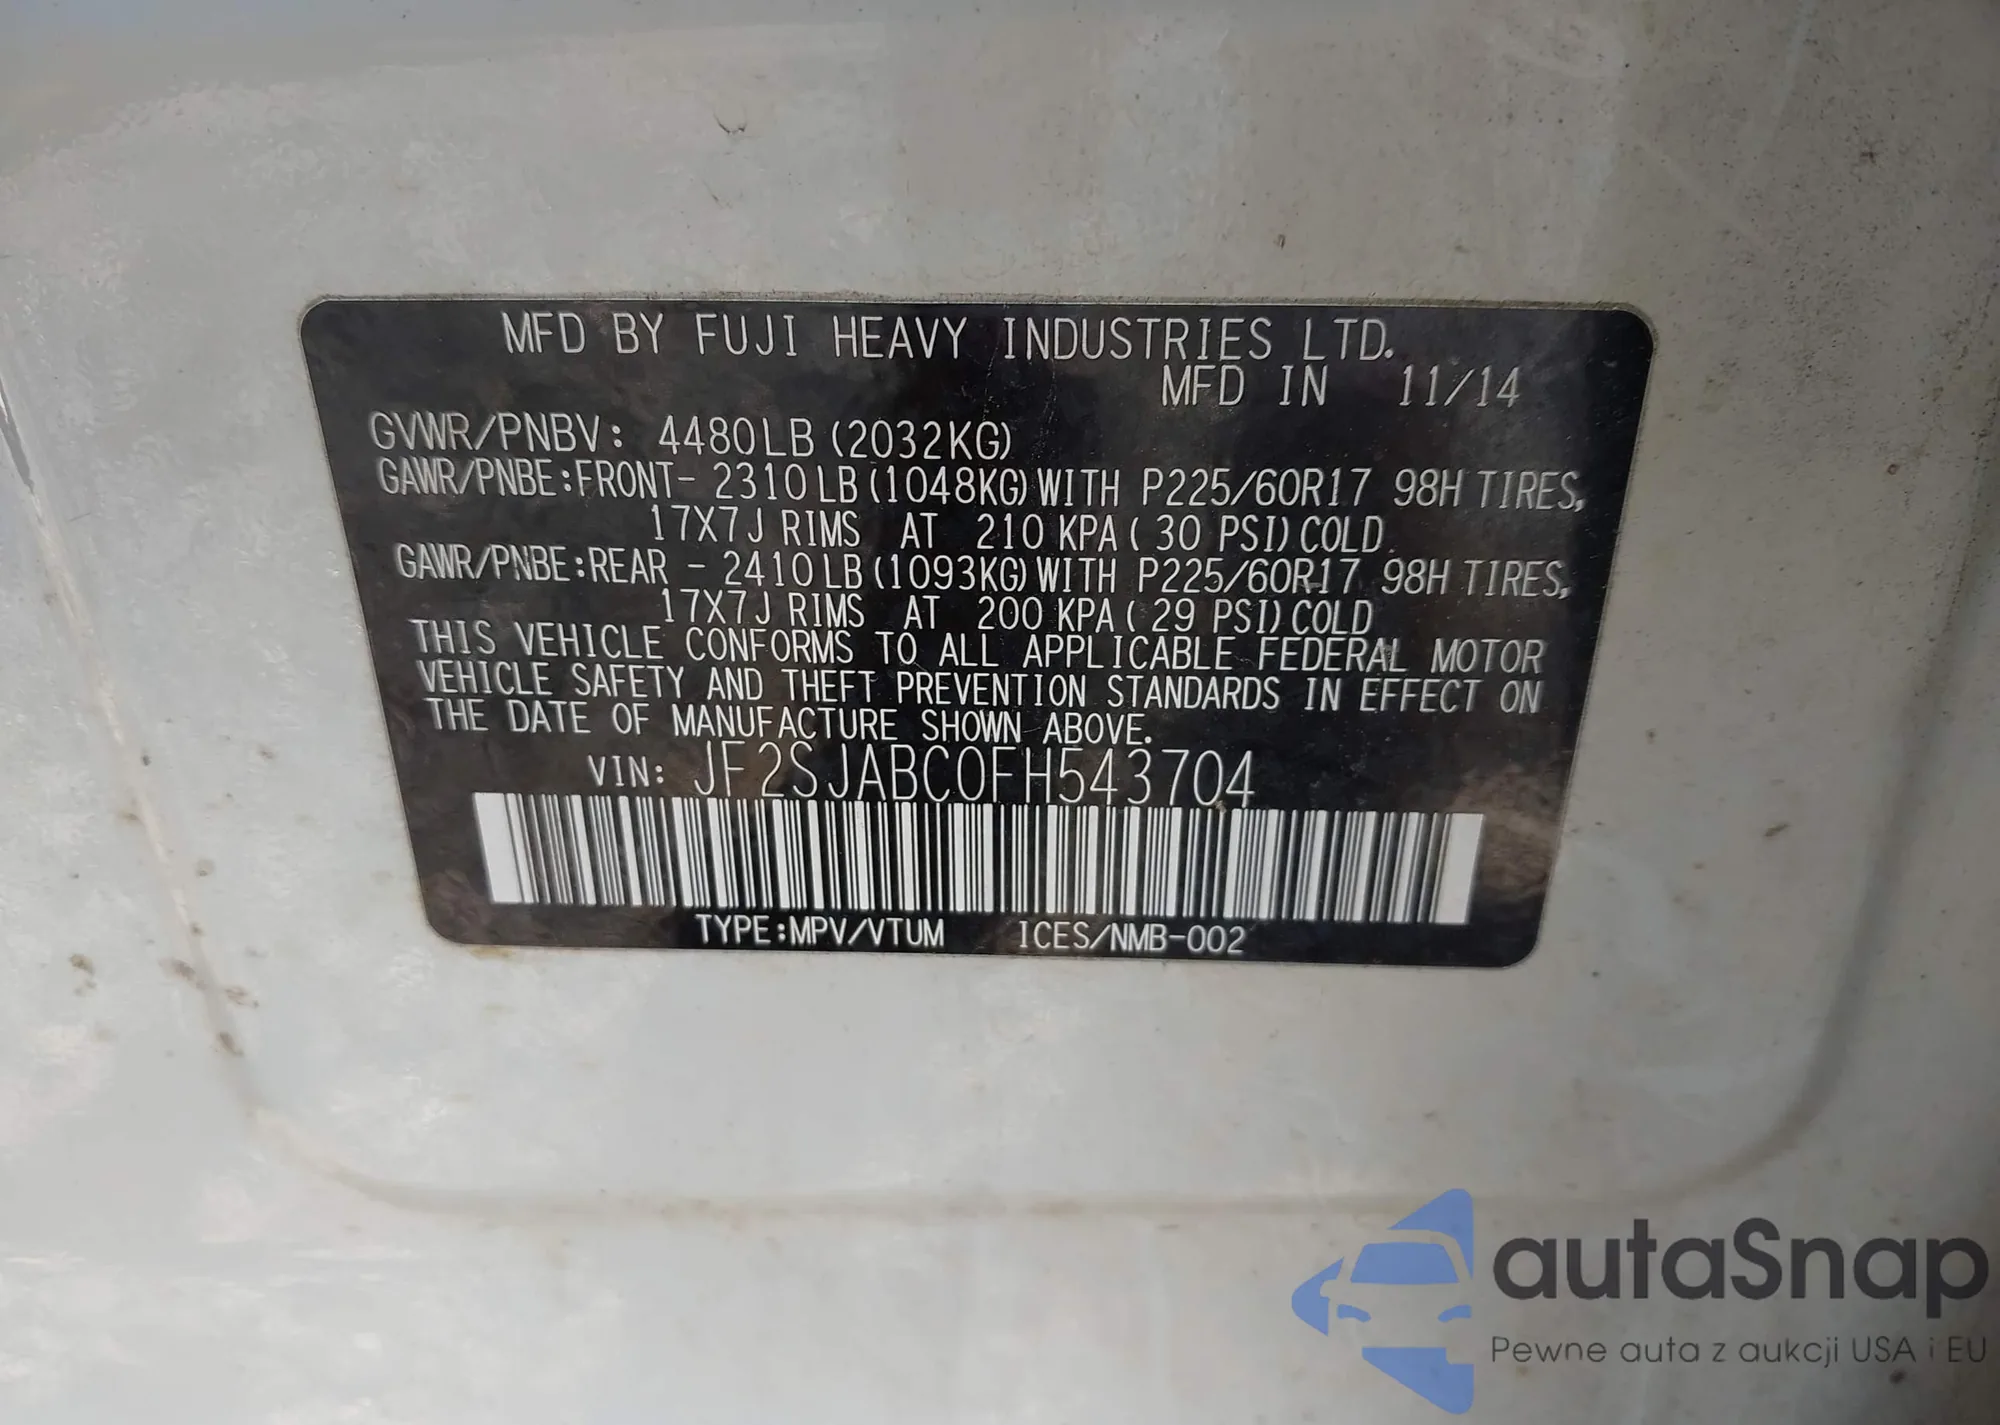 MFD BY FUJI HEAVY INDUSTRIES LTD.
MFD IN 11/14
GVWR/PNBV: 4480LB (2032KG)
GAWR/PNBE:FRONT- 2310LB (1048KG) WITH P225/60R17 98H TIRES,
17X7J RIMS AT 210 KPA ( 30 PSI) COLD.
GAWR/PNBE:REAR - 2410LB (1093KG) WITH P225/60R17 98H TIRES,
17X7J RIMS AT 200 KPA ( 29 PSI) COLD
THIS VEHICLE CONFORMS TO ALL APPLICABLE FEDERAL MOTOR
VEHICLE SAFETY AND THEFT PREVENTION STANDARDS IN EFFECT ON
THE DATE OF MANUFACTURE SHOWN ABOVE.
VIN: JF2SJABC0FH543704
TYPE:MPV/VTUM ICES/NMB-002
autaSnap
Pewne auta z aukcji USA i EU